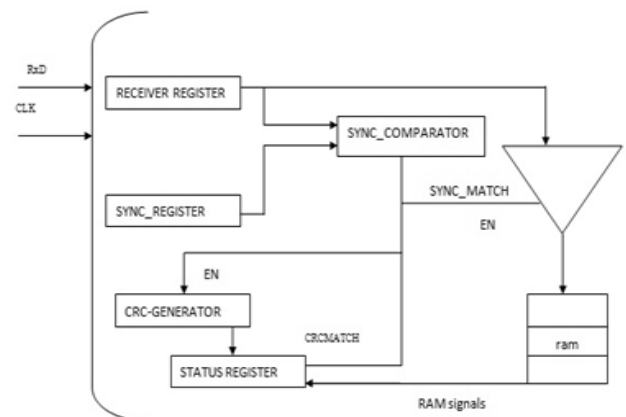 RxD
CLK
RECEIVER REGISTER
SYNC_COMPARATOR
SYNC_MATCH
SYNC_REGISTER
EN
EN
CRC-GENERATOR
CRCMATCH
ram
STATUS REGISTER
RAM signals